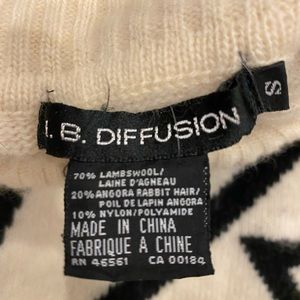 I. B. DIFFUSION
S
70% LAMBSWOOL/
LAINE D'AGNEAU
20% ANGORA RABBIT HAIR/
POIL DE LAPIN ANGORA
10% NYLON/POLYAMIDE
MADE IN CHINA
FABRIQUE A CHINE
RN 46561 CA 00184